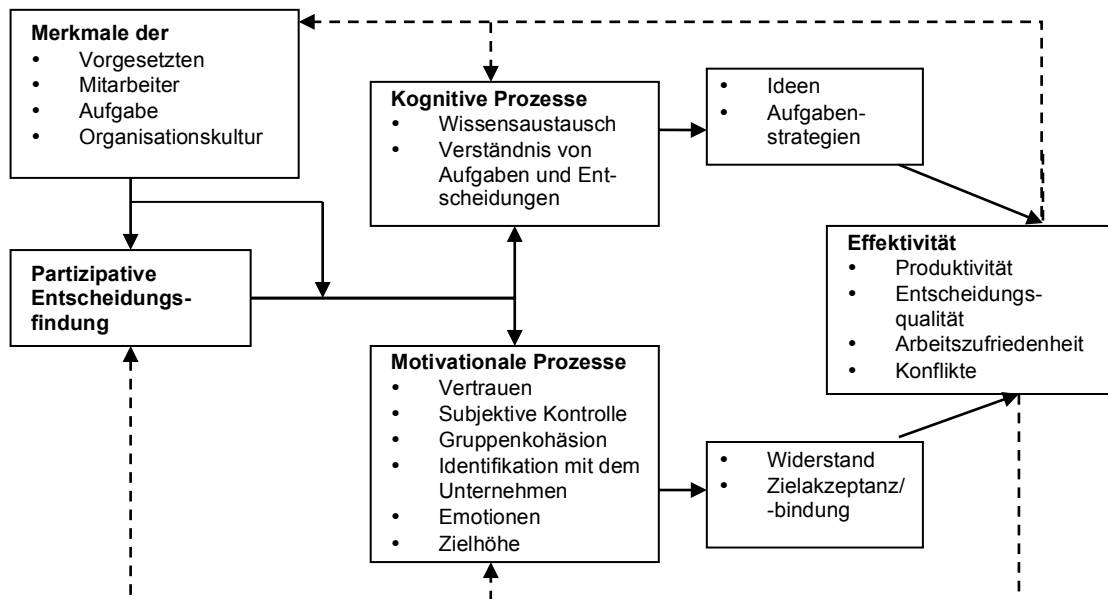 Merkmale der
• Vorgesetzten
• Mitarbeiter
• Aufgabe
• Organisationskultur
Partizipative
Entscheidungs-
findung
Kognitive Prozesse
• Wissensaustausch
• Verständnis von
Aufgaben und Ent-
scheidungen
Motivationale Prozesse
• Vertrauen
• Subjektive Kontrolle
• Gruppenkohäsion
• Identifikation mit dem
Unternehmen
• Emotionen
• Zielhöhe
• Ideen
• Aufgaben-
strategien
• Widerstand
• Zielakzeptanz/
-bindung
Effektivität
• Produktivität
• Entscheidungs-
qualität
• Arbeitszufriedenheit
• Konflikte